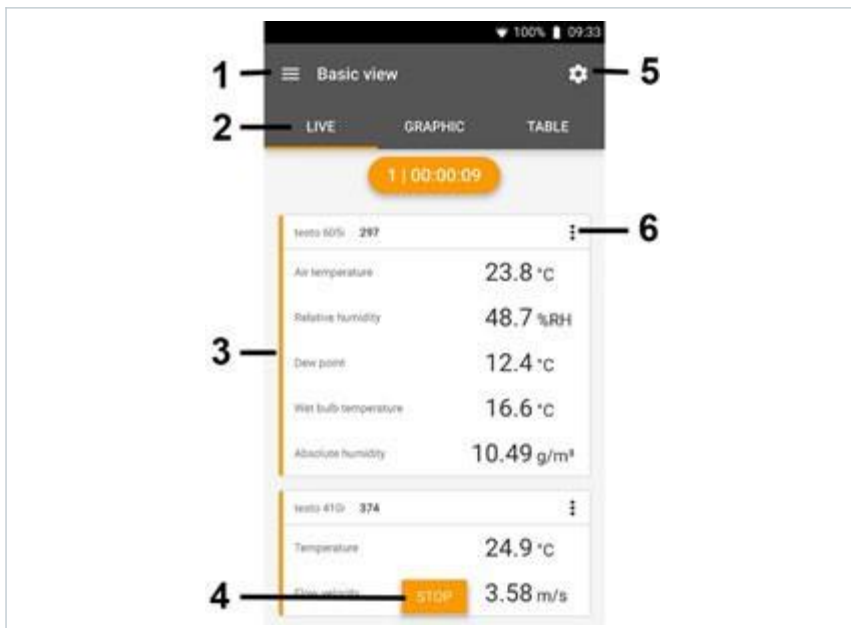 100% 09:33
1 Basic view 5
2 LIVE GRAPHIC TABLE
1 | 00:00:09
testo 605i 297 6
Air temperature 23.8 °C
Relative humidity 48.7 %RH
3 Dew point 12.4 °C
Wet bulb temperature 16.6 °C
Absolute humidity 10.49 g/m³
testo 410i 374
Temperature 24.9 °C
4 Flow velocity STOP 3.58 m/s